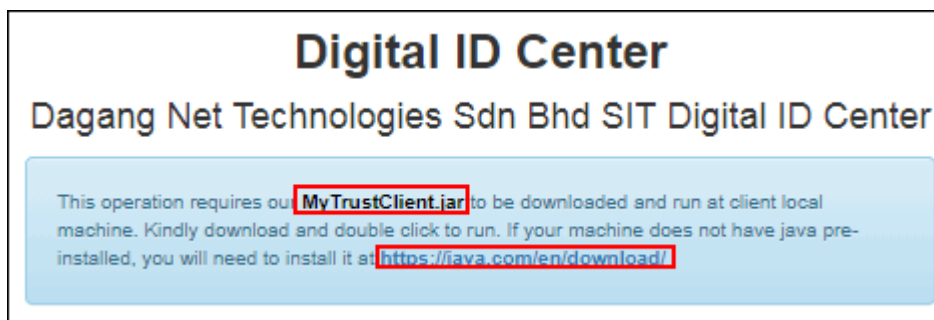 Digital ID Center
Dagang Net Technologies Sdn Bhd SIT Digital ID Center
This operation requires our MyTrustClient.jar to be downloaded and run at client local
machine. Kindly download and double click to run. If your machine does not have java pre-
installed, you will need to install it at https://java.com/en/download/